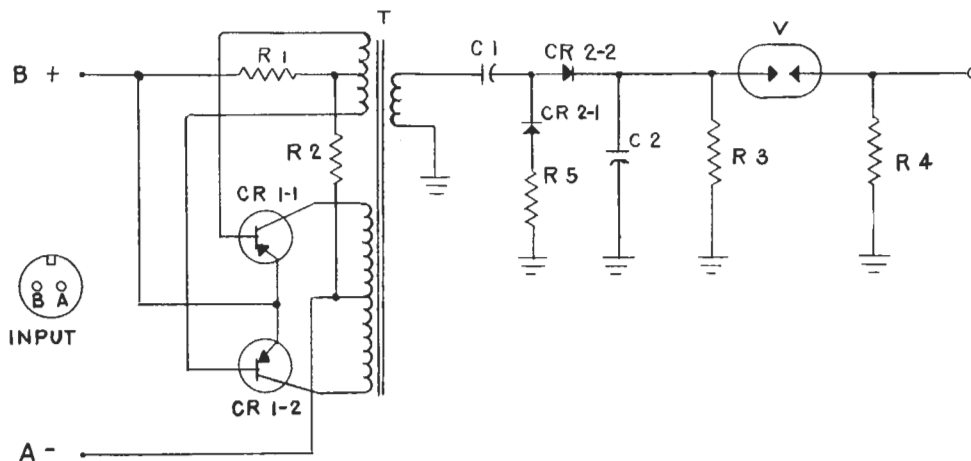 T
V
C 1
CR 2-2
R 1
B +
CR 2-1
C 2
R 2
R 3
R 4
R 5
CR 1-1
B A
INPUT
CR 1-2
A -